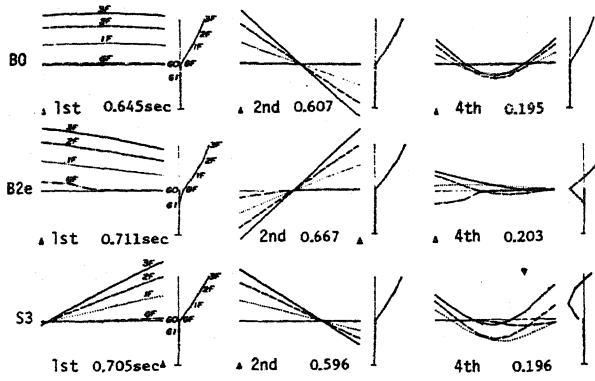 3F 3F
2F 2F
1F 1F
B0 GF GO GF
G1
1st 0.645sec 2nd 0.607 4th 0.195
3F 3F
2F 2F
1F 1F
GF
B2e GO GF
G1
1st 0.711sec 2nd 0.667 4th 0.203
3F 3F
2F 2F
1F 1F
S3 GF GO GF
G1
1st 0.705sec 2nd 0.596 4th 0.196